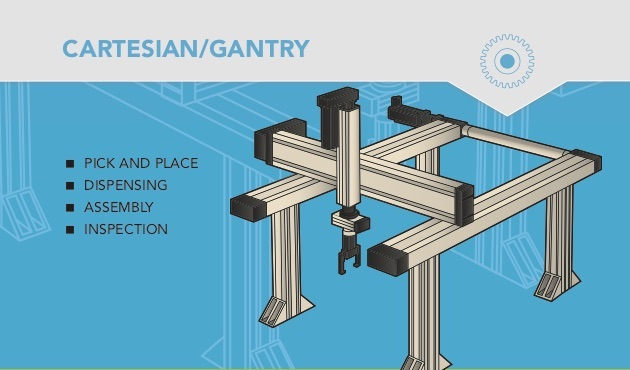 CARTESIAN/GANTRY
PICK AND PLACE
DISPENSING
ASSEMBLY
INSPECTION